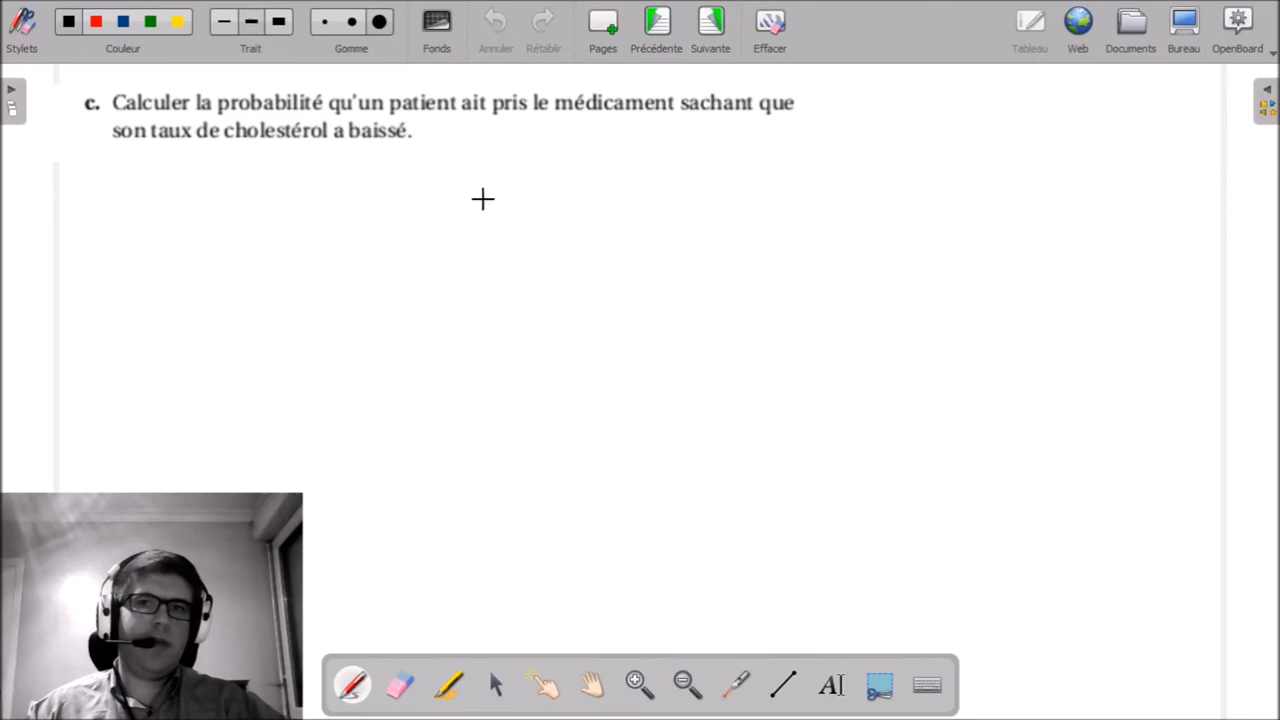 Stylets
Couleur
Trait
Gomme
Fonds
Annuler
Rétablir
Pages
Précédente
Suivante
Effacer
Tableau
Web
Documents
Bureau
OpenBoard
c. Calculer la probabilité qu'un patient ait pris le médicament sachant que
son taux de cholestérol a baissé.
AI